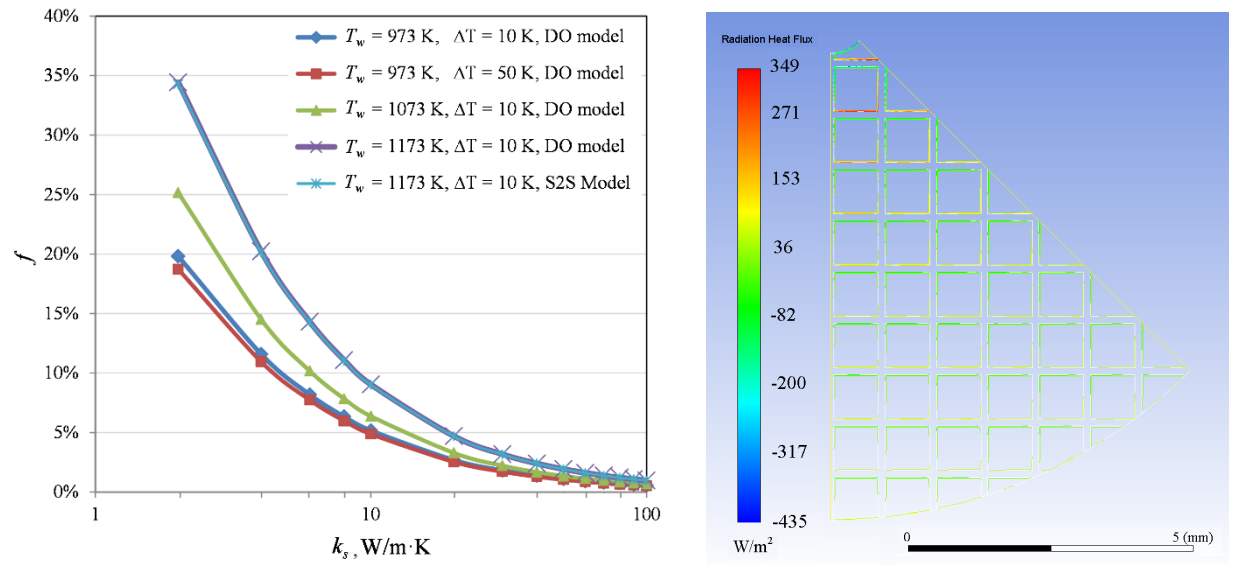 40%
35%
30%
25%
20%
15%
10%
5%
0%
f
1
10
100
k_s , W/m·K
T_w = 973 K, ΔT = 10 K, DO model
T_w = 973 K, ΔT = 50 K, DO model
T_w = 1073 K, ΔT = 10 K, DO model
T_w = 1173 K, ΔT = 10 K, DO model
T_w = 1173 K, ΔT = 10 K, S2S Model
Radiation Heat Flux
349
271
153
36
-82
-200
-317
-435
W/m²
0
5 (mm)